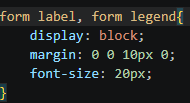 form label, form legend{
display: block;
margin: 0 0 10px 0;
font-size: 20px;
}